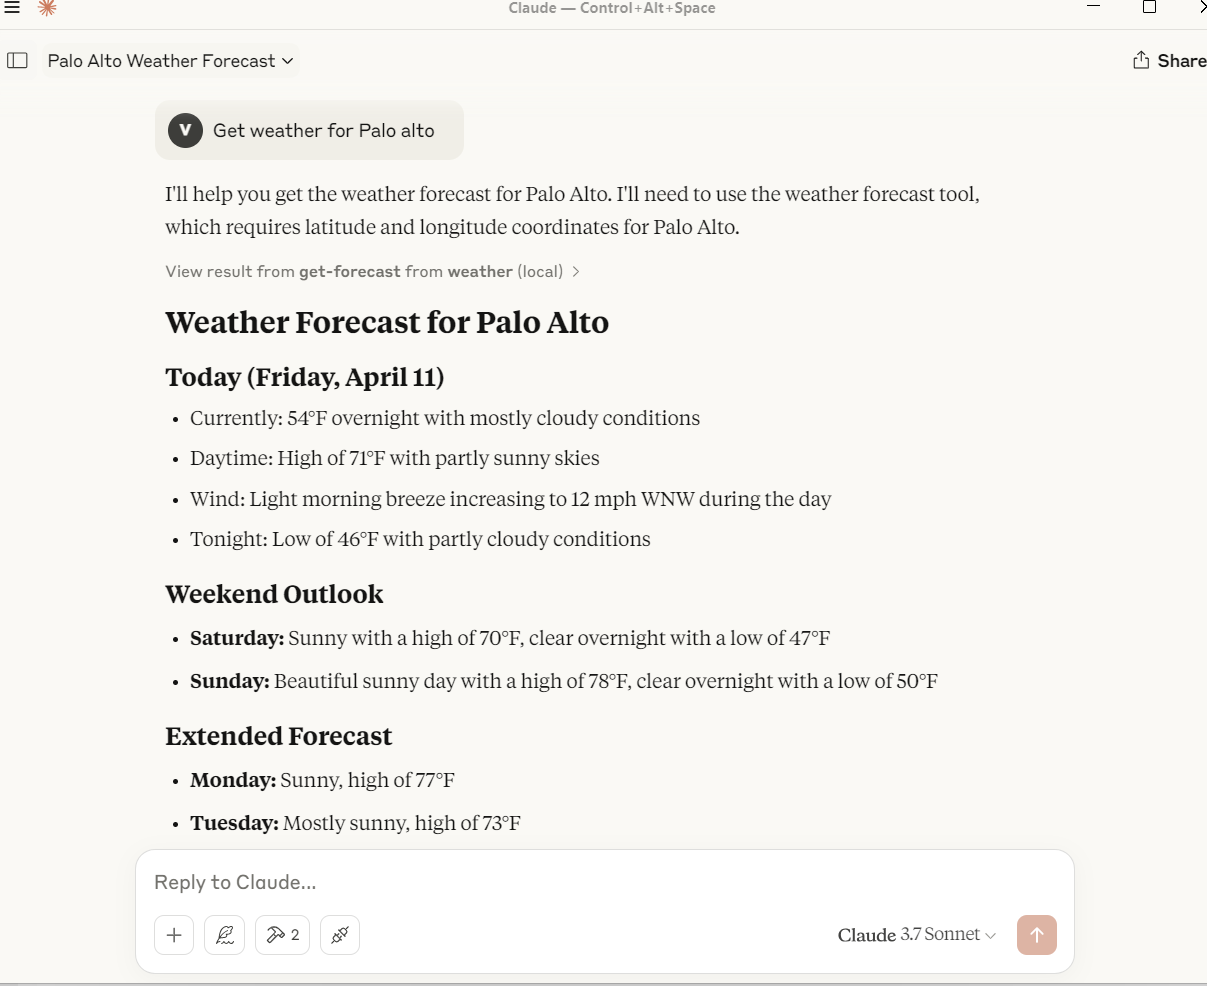 Claude — Control+Alt+Space
Palo Alto Weather Forecast
Share
V
Get weather for Palo alto
I'll help you get the weather forecast for Palo Alto. I'll need to use the weather forecast tool,
which requires latitude and longitude coordinates for Palo Alto.
View result from get-forecast from weather (local)
Weather Forecast for Palo Alto
Today (Friday, April 11)
• Currently: 54°F overnight with mostly cloudy conditions
• Daytime: High of 71°F with partly sunny skies
• Wind: Light morning breeze increasing to 12 mph WNW during the day
• Tonight: Low of 46°F with partly cloudy conditions
Weekend Outlook
• Saturday: Sunny with a high of 70°F, clear overnight with a low of 47°F
• Sunday: Beautiful sunny day with a high of 78°F, clear overnight with a low of 50°F
Extended Forecast
• Monday: Sunny, high of 77°F
• Tuesday: Mostly sunny, high of 73°F
Reply to Claude...
2
Claude 3.7 Sonnet